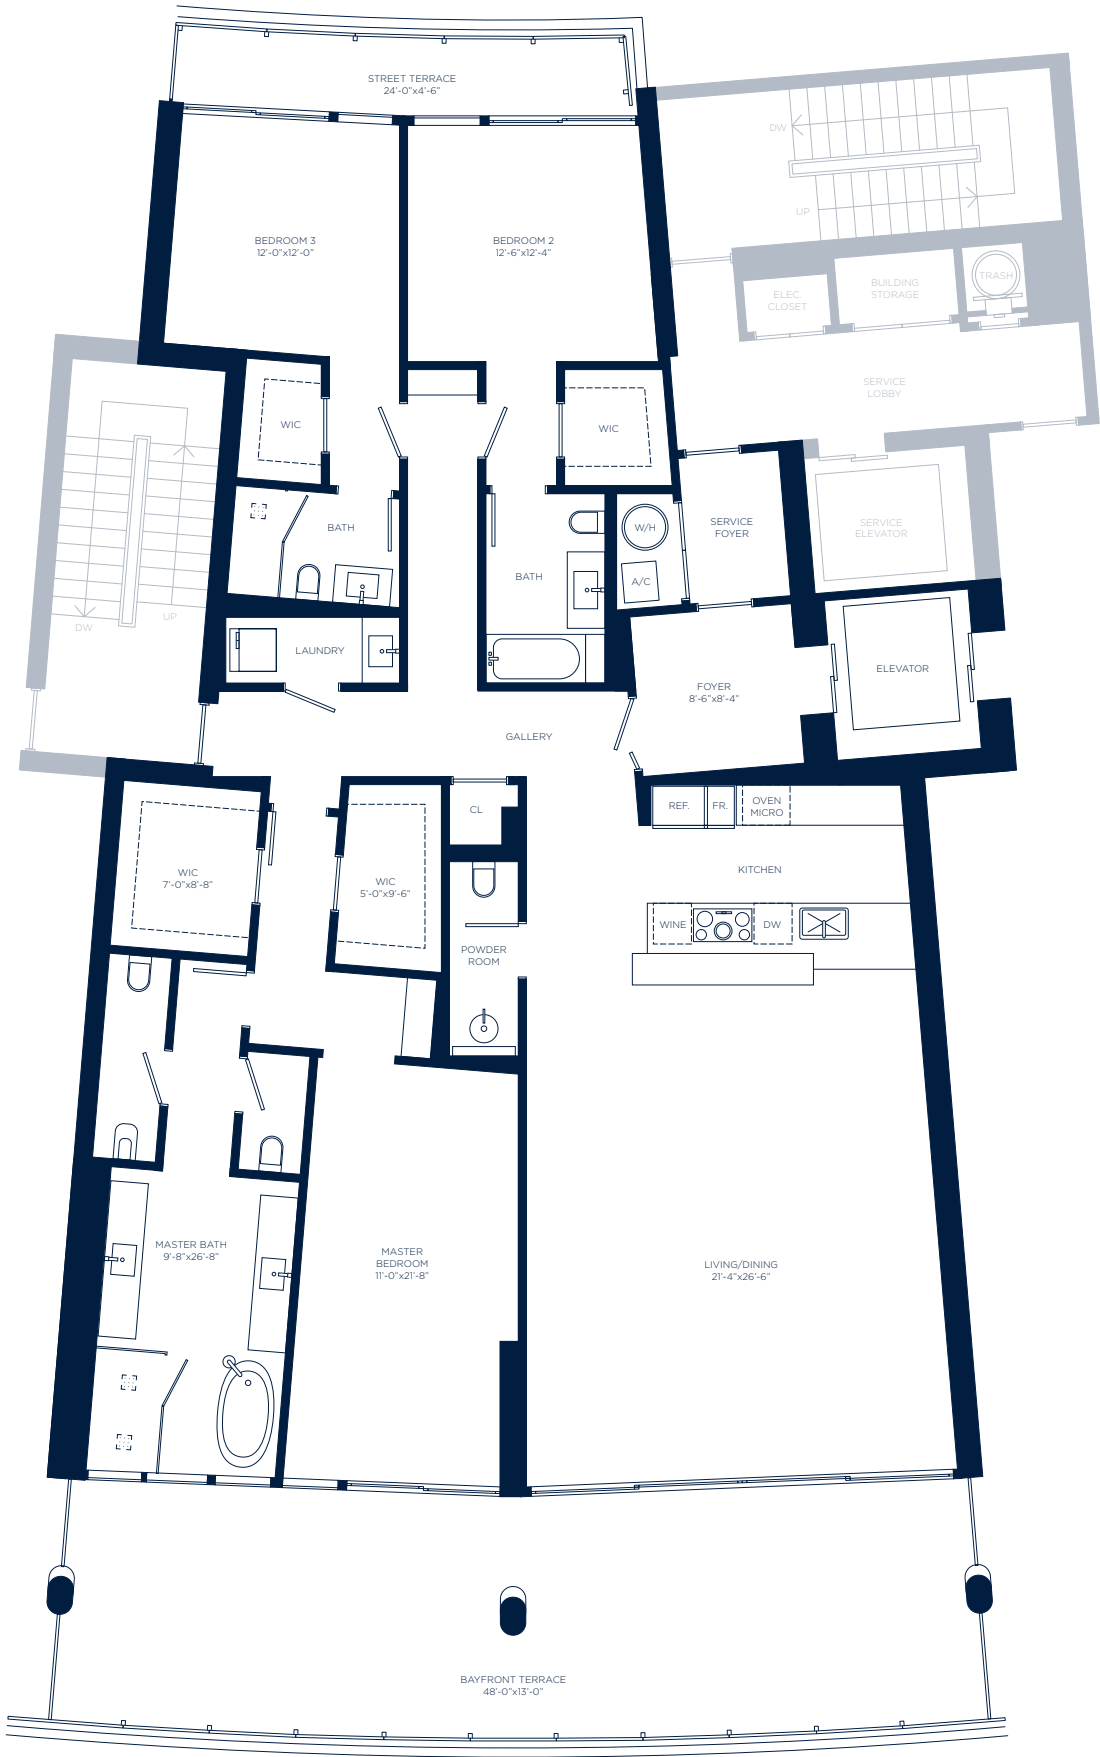 STREET TERRACE
24'-0"x4'-6"
DW
UP
BEDROOM 3
12'-0"x12'-0"
BEDROOM 2
12'-6"x12'-4"
TRASH
BUILDING
STORAGE
ELEC.
CLOSET
SERVICE
LOBBY
WIC
WIC
BATH
W/H
SERVICE
FOYER
SERVICE
ELEVATOR
BATH
A/C
DW
UP
LAUNDRY
ELEVATOR
FOYER
8'-6"x8'-4"
GALLERY
REF.
FR.
OVEN
MICRO
CL
KITCHEN
WIC
7'-0"x8'-8"
WIC
5'-0"x9'-6"
WINE
DW
POWDER
ROOM
MASTER BATH
9'-8"x26'-8"
MASTER
BEDROOM
11'-0"x21'-8"
LIVING/DINING
21'-4"x26'-6"
BAYFRONT TERRACE
48'-0"x13'-0"